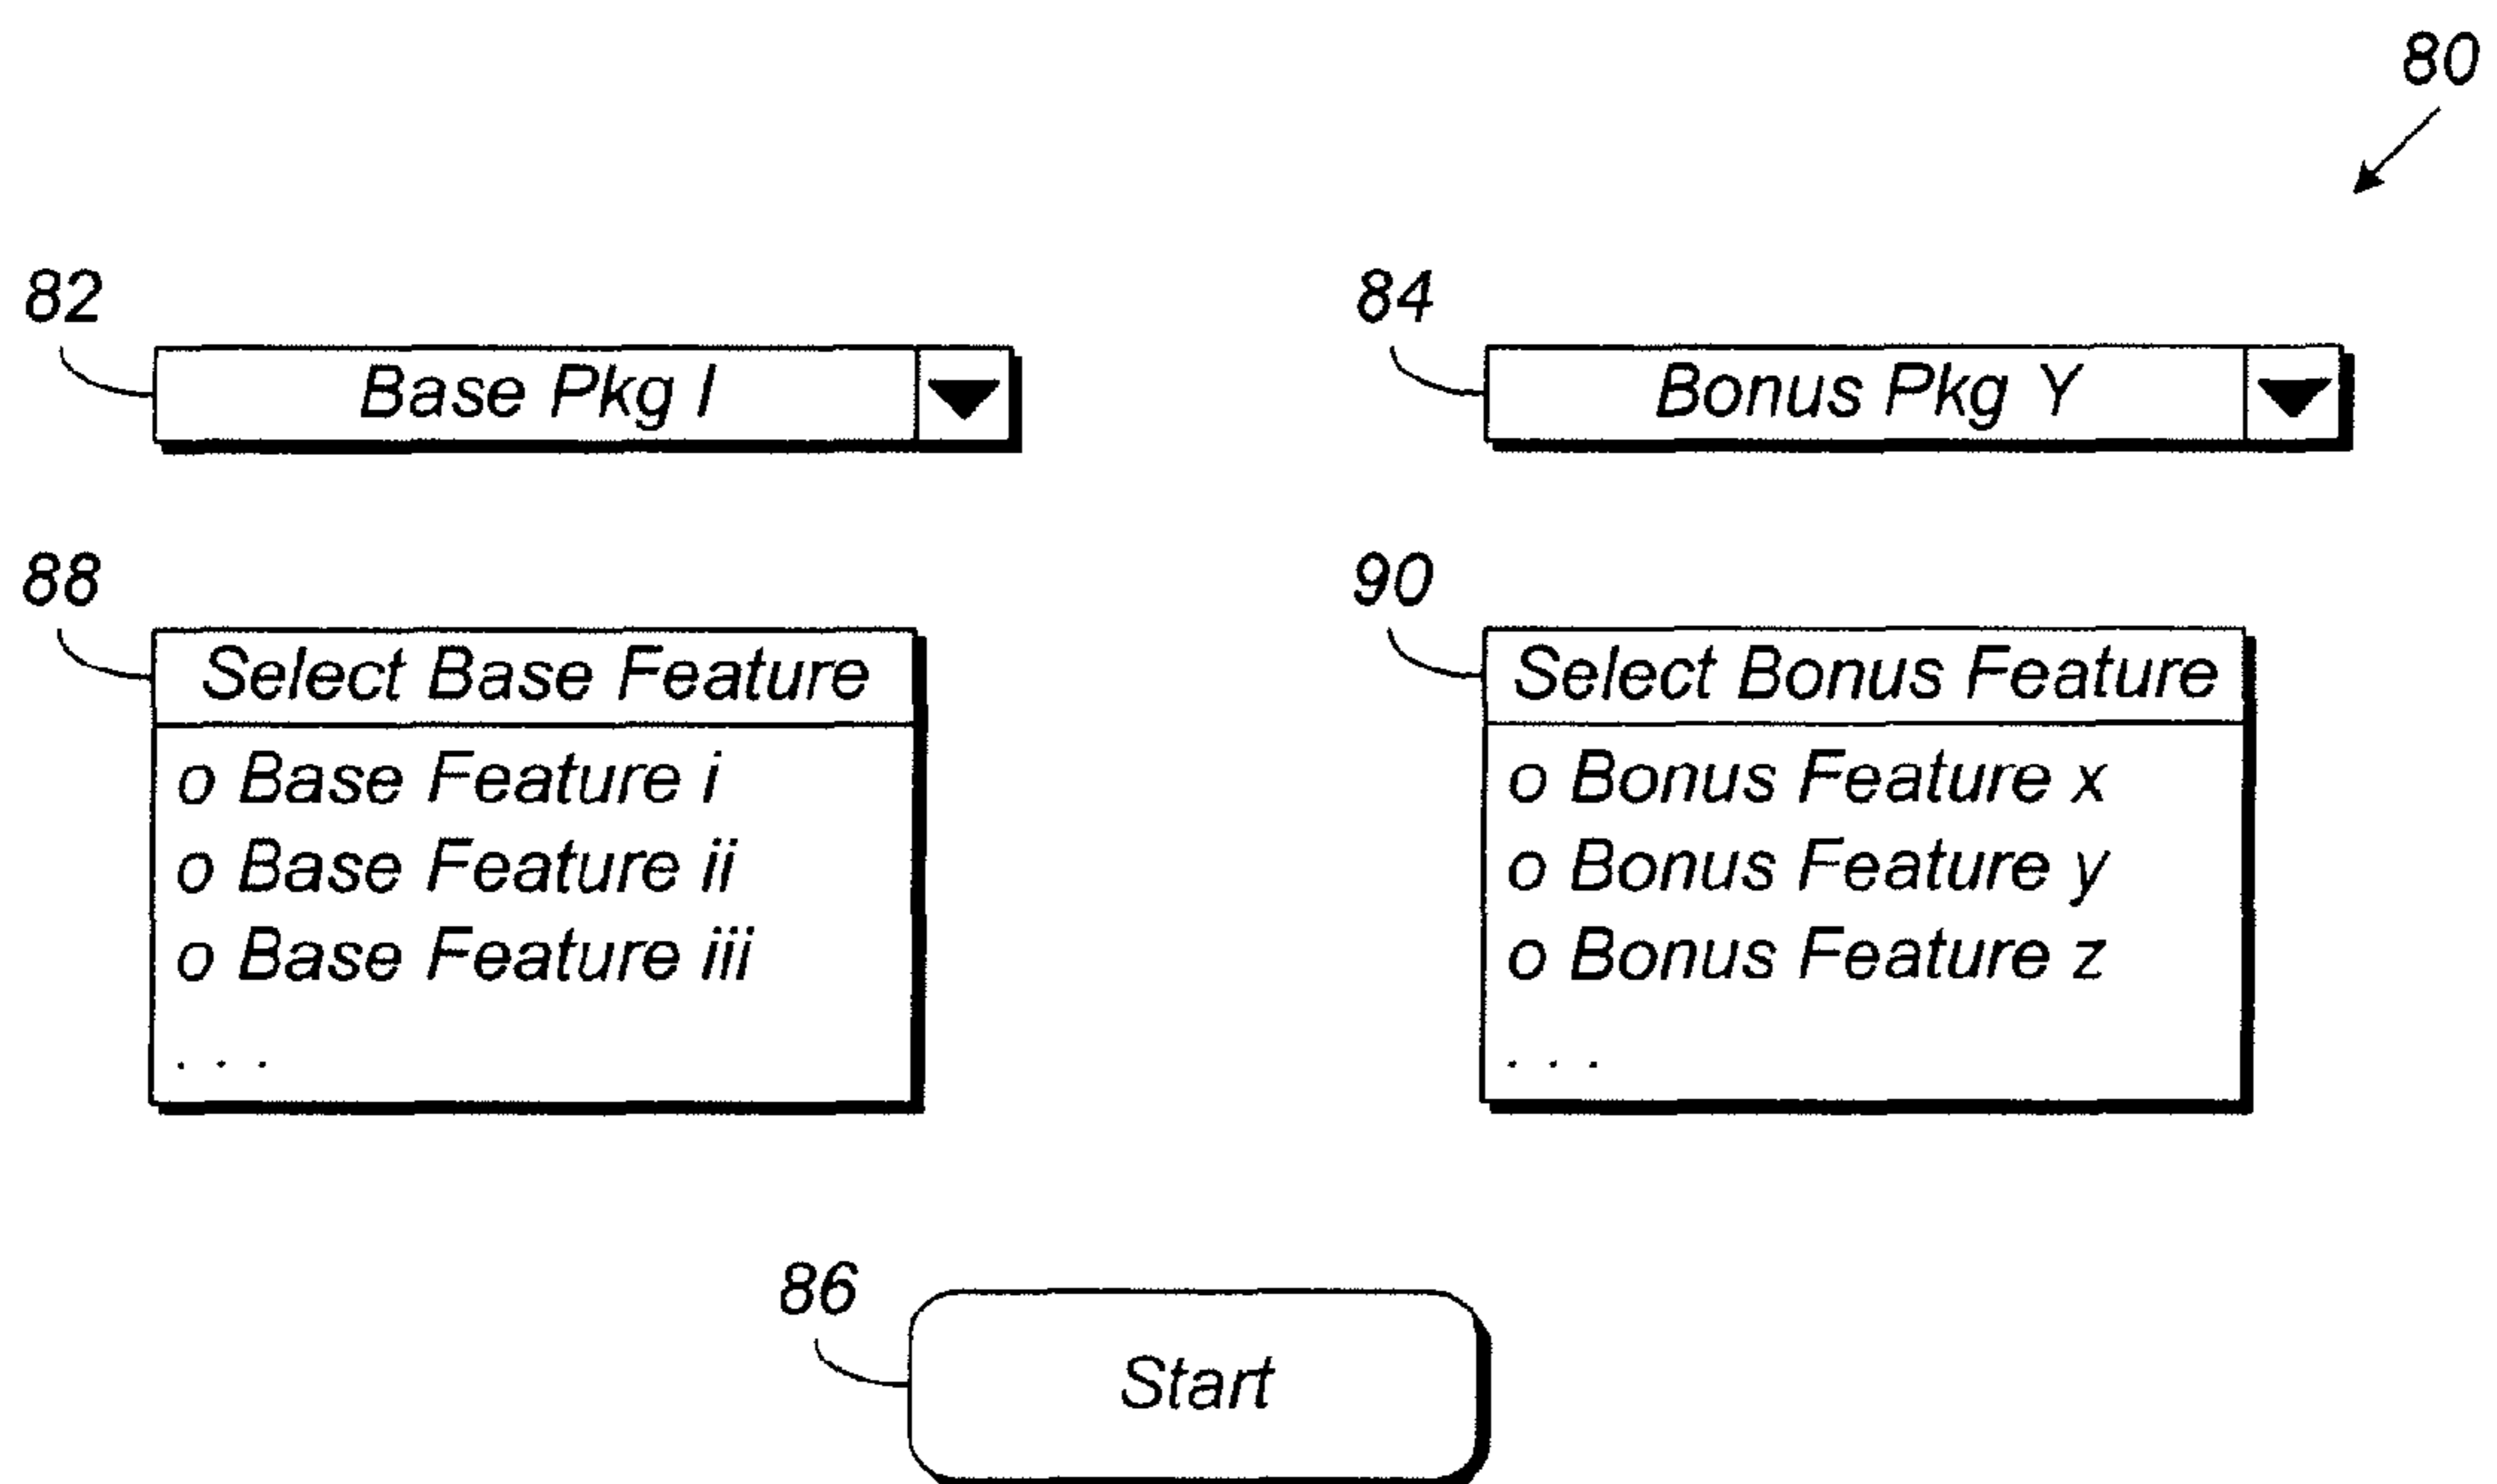 80
82
84
Base Pkg I
Bonus Pkg Y
88
90
Select Base Feature
o Base Feature i
o Base Feature ii
o Base Feature iii
. . .
Select Bonus Feature
o Bonus Feature x
o Bonus Feature y
o Bonus Feature z
. . .
86
Start